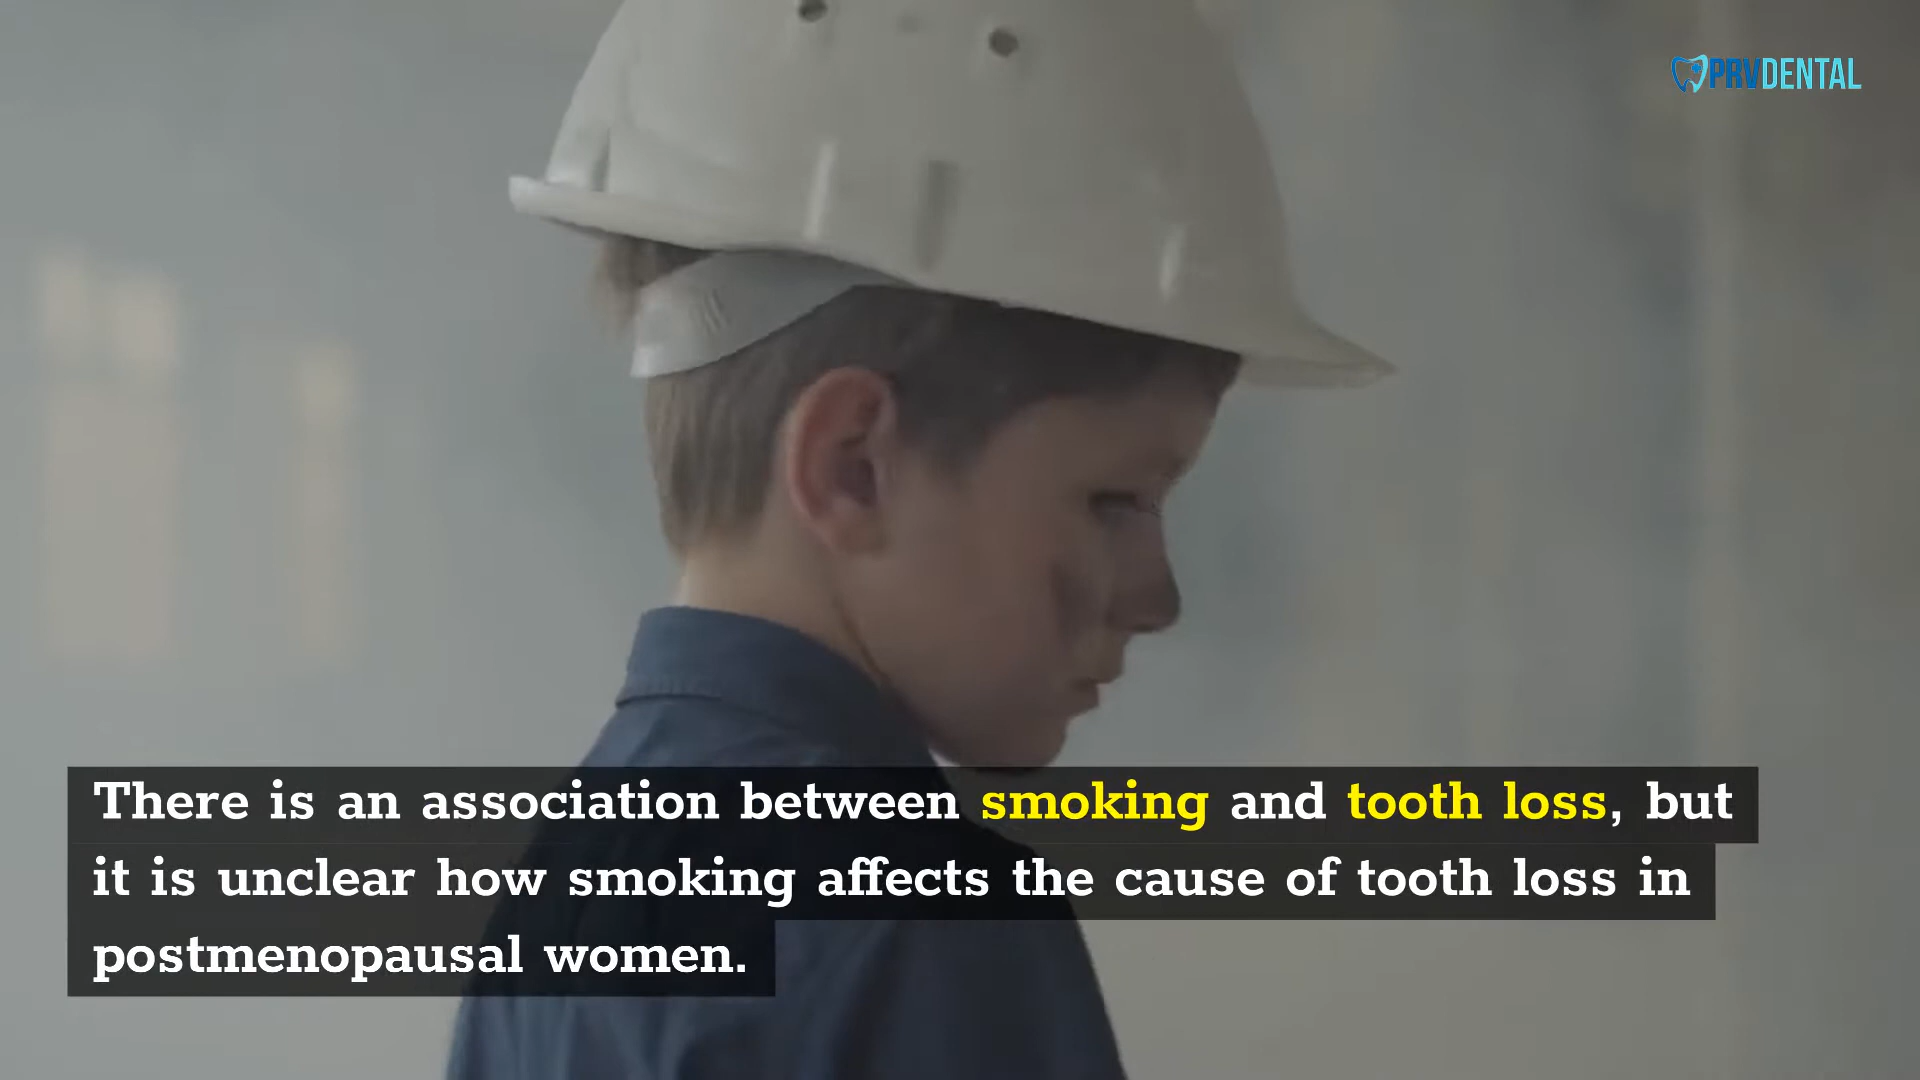 PRVDENTAL
There is an association between smoking and tooth loss, but
it is unclear how smoking affects the cause of tooth loss in
postmenopausal women.